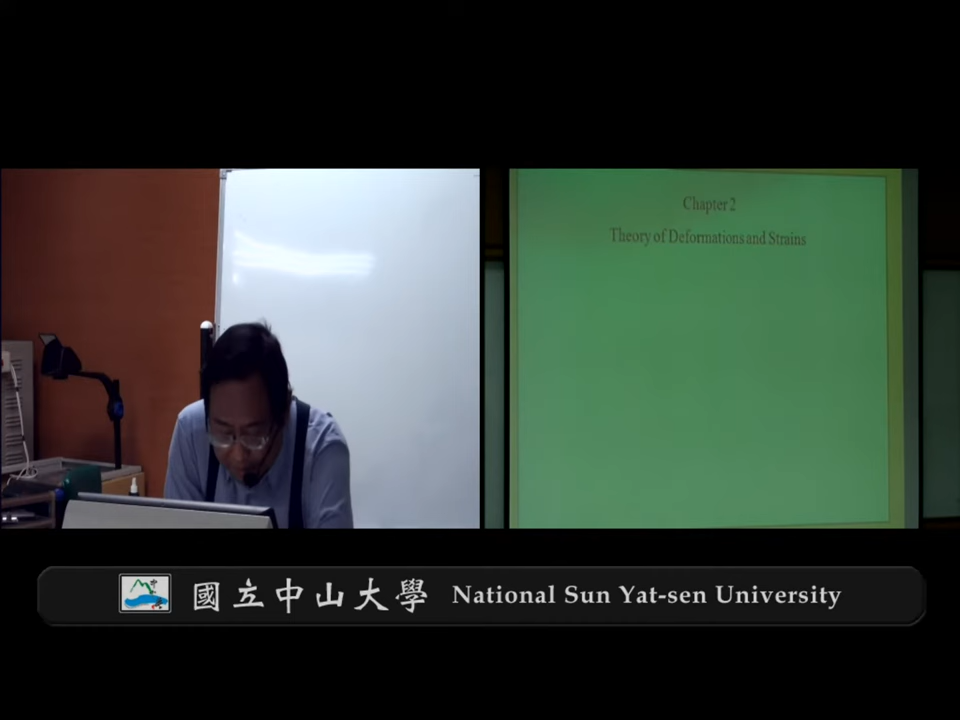 Chapter 2
Theory of Deformations and Strains
國立中山大學 National Sun Yat-sen University